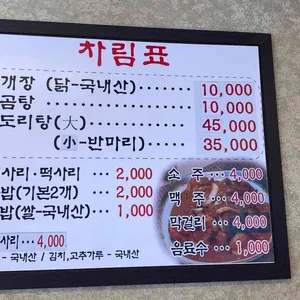 차림표
개장 (닭-국내산) ········ 10,000
곰탕 ················ 10,000
도리탕(大) ············ 45,000
(小-반마리) ········ 35,000
사리·떡사리 ··· 2,000
밥(기본2개) ··· 2,000
밥(쌀-국내산) ··· 1,000
사리 ··· 4,000
- 국내산 / 김치,고추가루 - 국내산
소 주 ··· 4,000
맥 주 ··· 4,000
막걸리 ··· 4,000
음료수 ··· 1,000